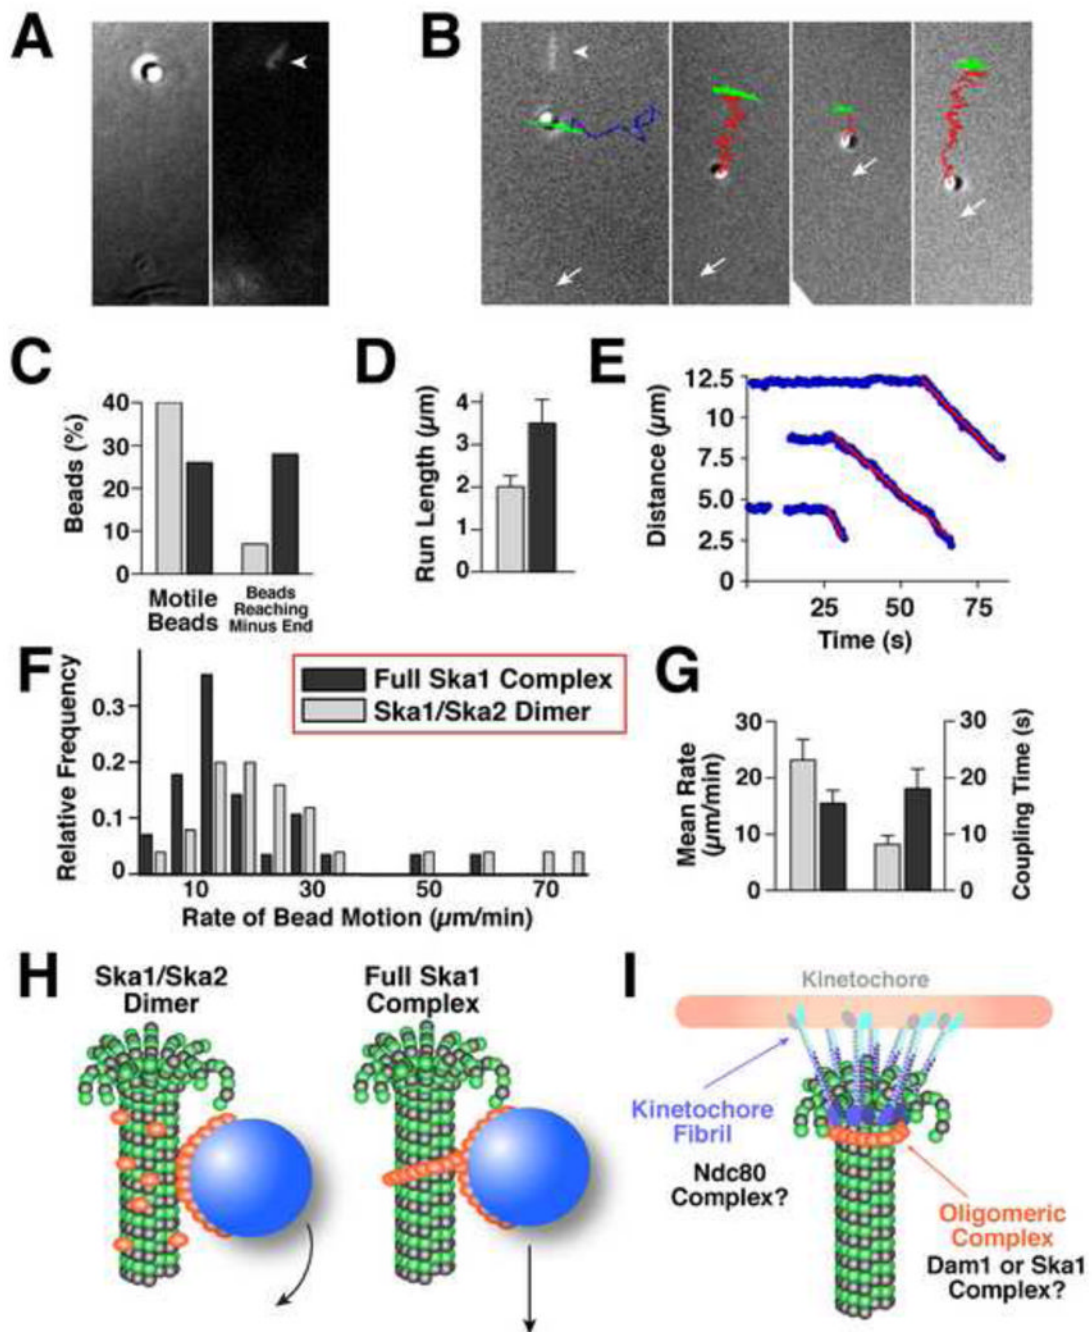 A
B
C
Beads (%)
40
30
20
10
0
Motile
Beads
Beads
Reaching
Minus End
D
Run Length (µm)
4
3
2
1
0
E
Distance (µm)
12.5
10
7.5
5.0
2.5
0
25
50
75
Time (s)
F
Relative Frequency
0.3
0.2
0.1
0
10
30
50
70
Rate of Bead Motion (µm/min)
Full Ska1 Complex
Ska1/Ska2 Dimer
G
Mean Rate
(µm/min)
30
20
10
0
30
20
10
0
Coupling Time (s)
H
Ska1/Ska2
Dimer
Full Ska1
Complex
I
Kinetochore
Kinetochore
Fibril
Ndc80
Complex?
Oligomeric
Complex
Dam1 or Ska1
Complex?